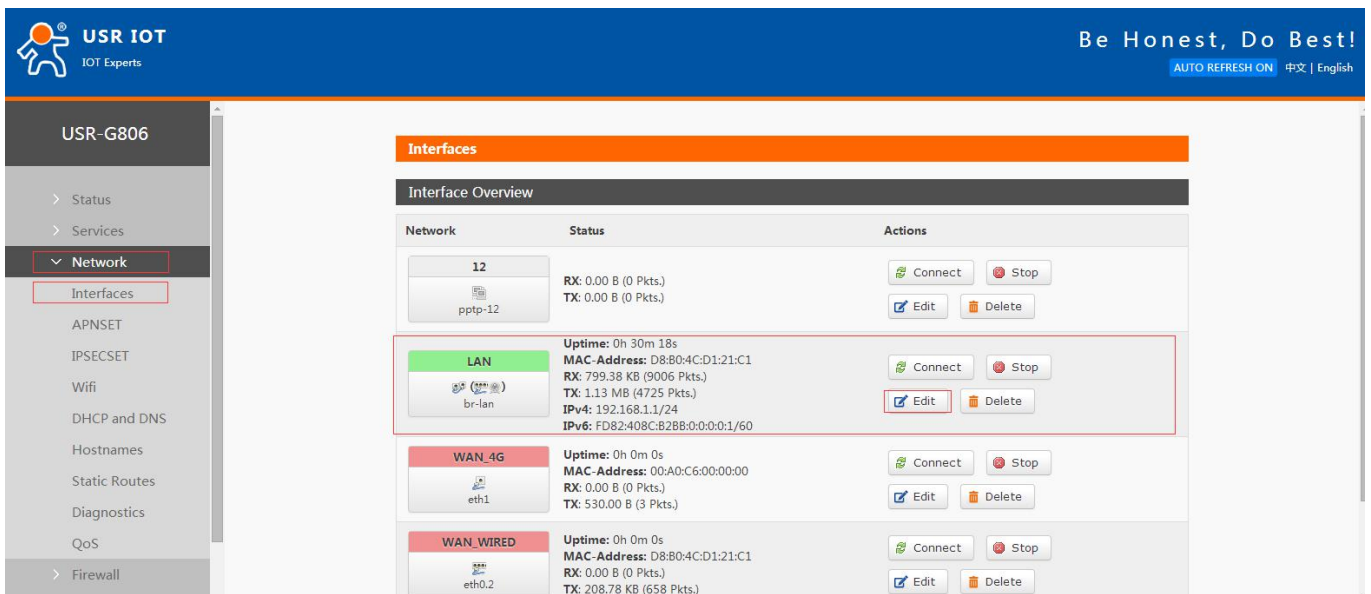 USR IOT
IOT Experts
Be Honest, Do Best!
AUTO REFRESH ON 中文 | English
USR-G806
Status
Services
Network
Interfaces
APNSET
IPSECSET
Wifi
DHCP and DNS
Hostnames
Static Routes
Diagnostics
QoS
Firewall
Interfaces
Interface Overview
Network Status Actions
12
pptp-12
RX: 0.00 B (0 Pkts.)
TX: 0.00 B (0 Pkts.)
Connect Stop
Edit Delete
LAN
br-lan
Uptime: 0h 30m 18s
MAC-Address: D8:B0:4C:D1:21:C1
RX: 799.38 KB (9006 Pkts.)
TX: 1.13 MB (4725 Pkts.)
IPv4: 192.168.1.1/24
IPv6: FD82:408C:B2BB:0:0:0:0:1/60
Connect Stop
Edit Delete
WAN_4G
eth1
Uptime: 0h 0m 0s
MAC-Address: 00:A0:C6:00:00:00
RX: 0.00 B (0 Pkts.)
TX: 530.00 B (3 Pkts.)
Connect Stop
Edit Delete
WAN_WIRED
eth0.2
Uptime: 0h 0m 0s
MAC-Address: D8:B0:4C:D1:21:C1
RX: 0.00 B (0 Pkts.)
TX: 208.78 KB (658 Pkts.)
Connect Stop
Edit Delete